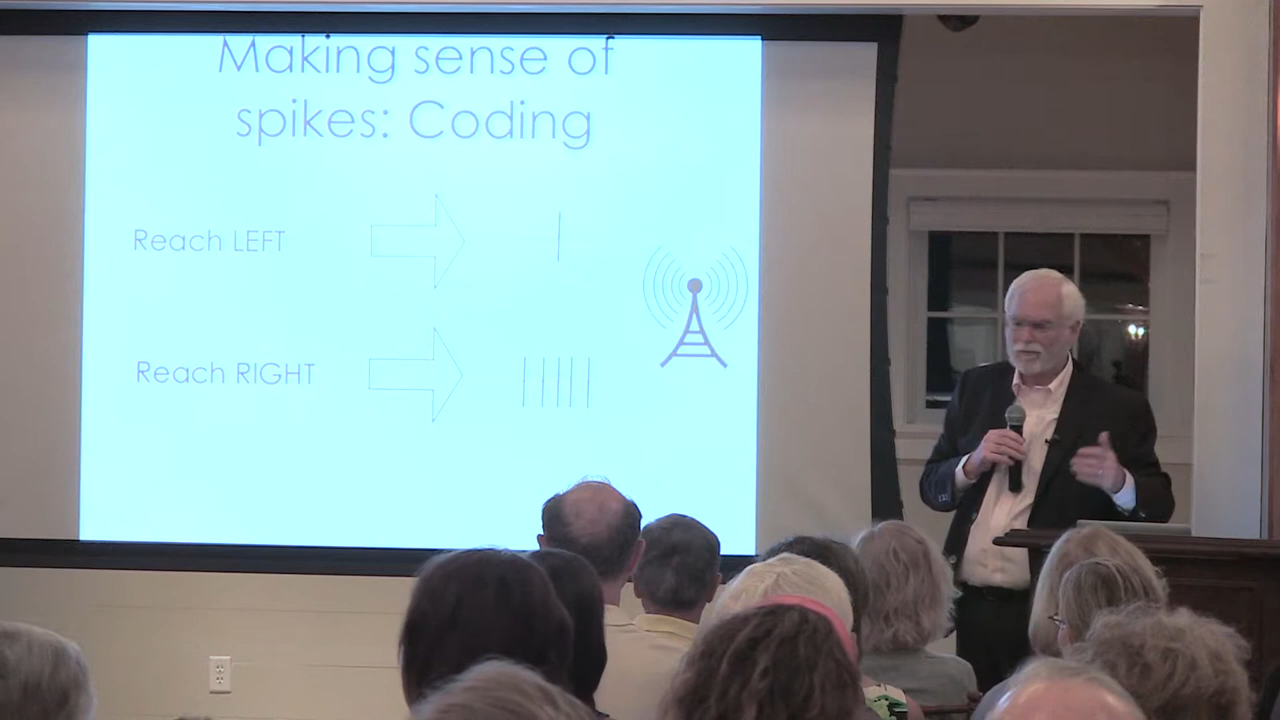 Making sense of
spikes: Coding
Reach LEFT
Reach RIGHT